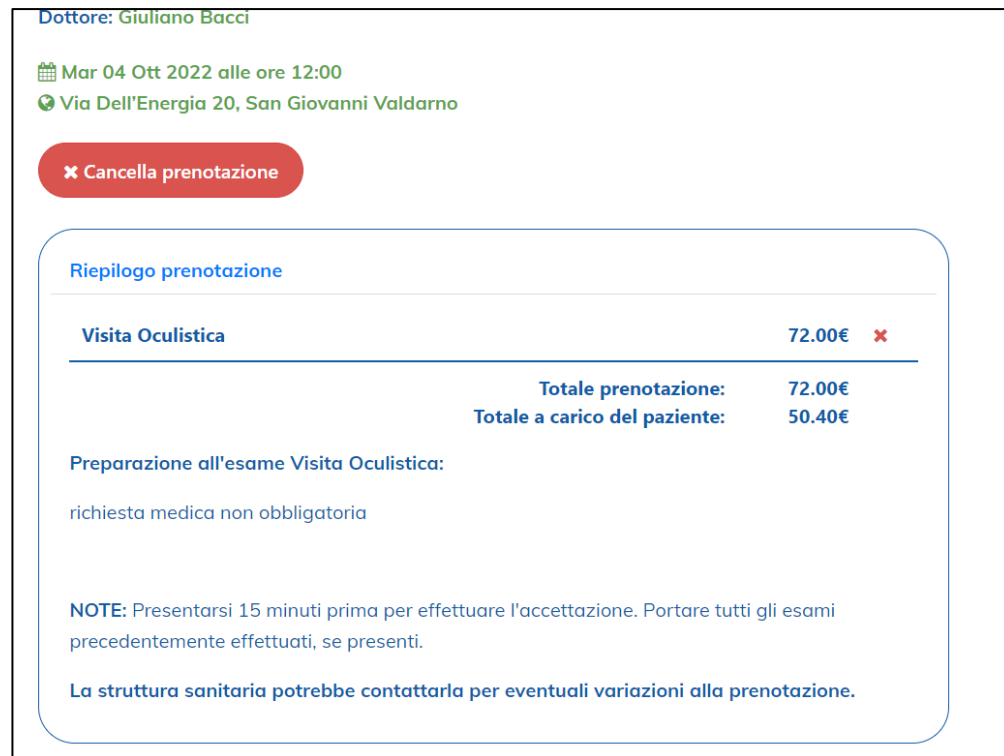 Dottore: Giuliano Bacci
Mar 04 Ott 2022 alle ore 12:00
Via Dell'Energia 20, San Giovanni Valdarno
Cancella prenotazione
Riepilogo prenotazione
Visita Oculistica 72.00€
Totale prenotazione: 72.00€
Totale a carico del paziente: 50.40€
Preparazione all'esame Visita Oculistica:
richiesta medica non obbligatoria
NOTE: Presentarsi 15 minuti prima per effettuare l'accettazione. Portare tutti gli esami
precedentemente effettuati, se presenti.
La struttura sanitaria potrebbe contattarla per eventuali variazioni alla prenotazione.